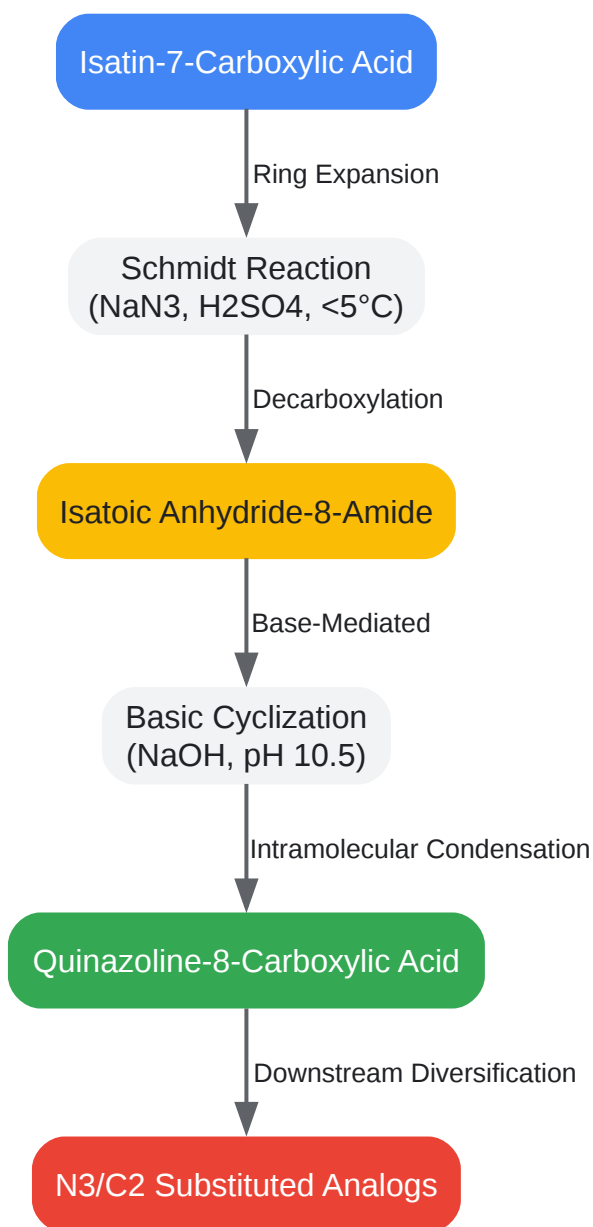 Isatin-7-Carboxylic Acid
Ring Expansion
Schmidt Reaction
(NaN3, H2SO4, <5°C)
Decarboxylation
Isatoic Anhydride-8-Amide
Base-Mediated
Basic Cyclization
(NaOH, pH 10.5)
Intramolecular Condensation
Quinazoline-8-Carboxylic Acid
Downstream Diversification
N3/C2 Substituted Analogs